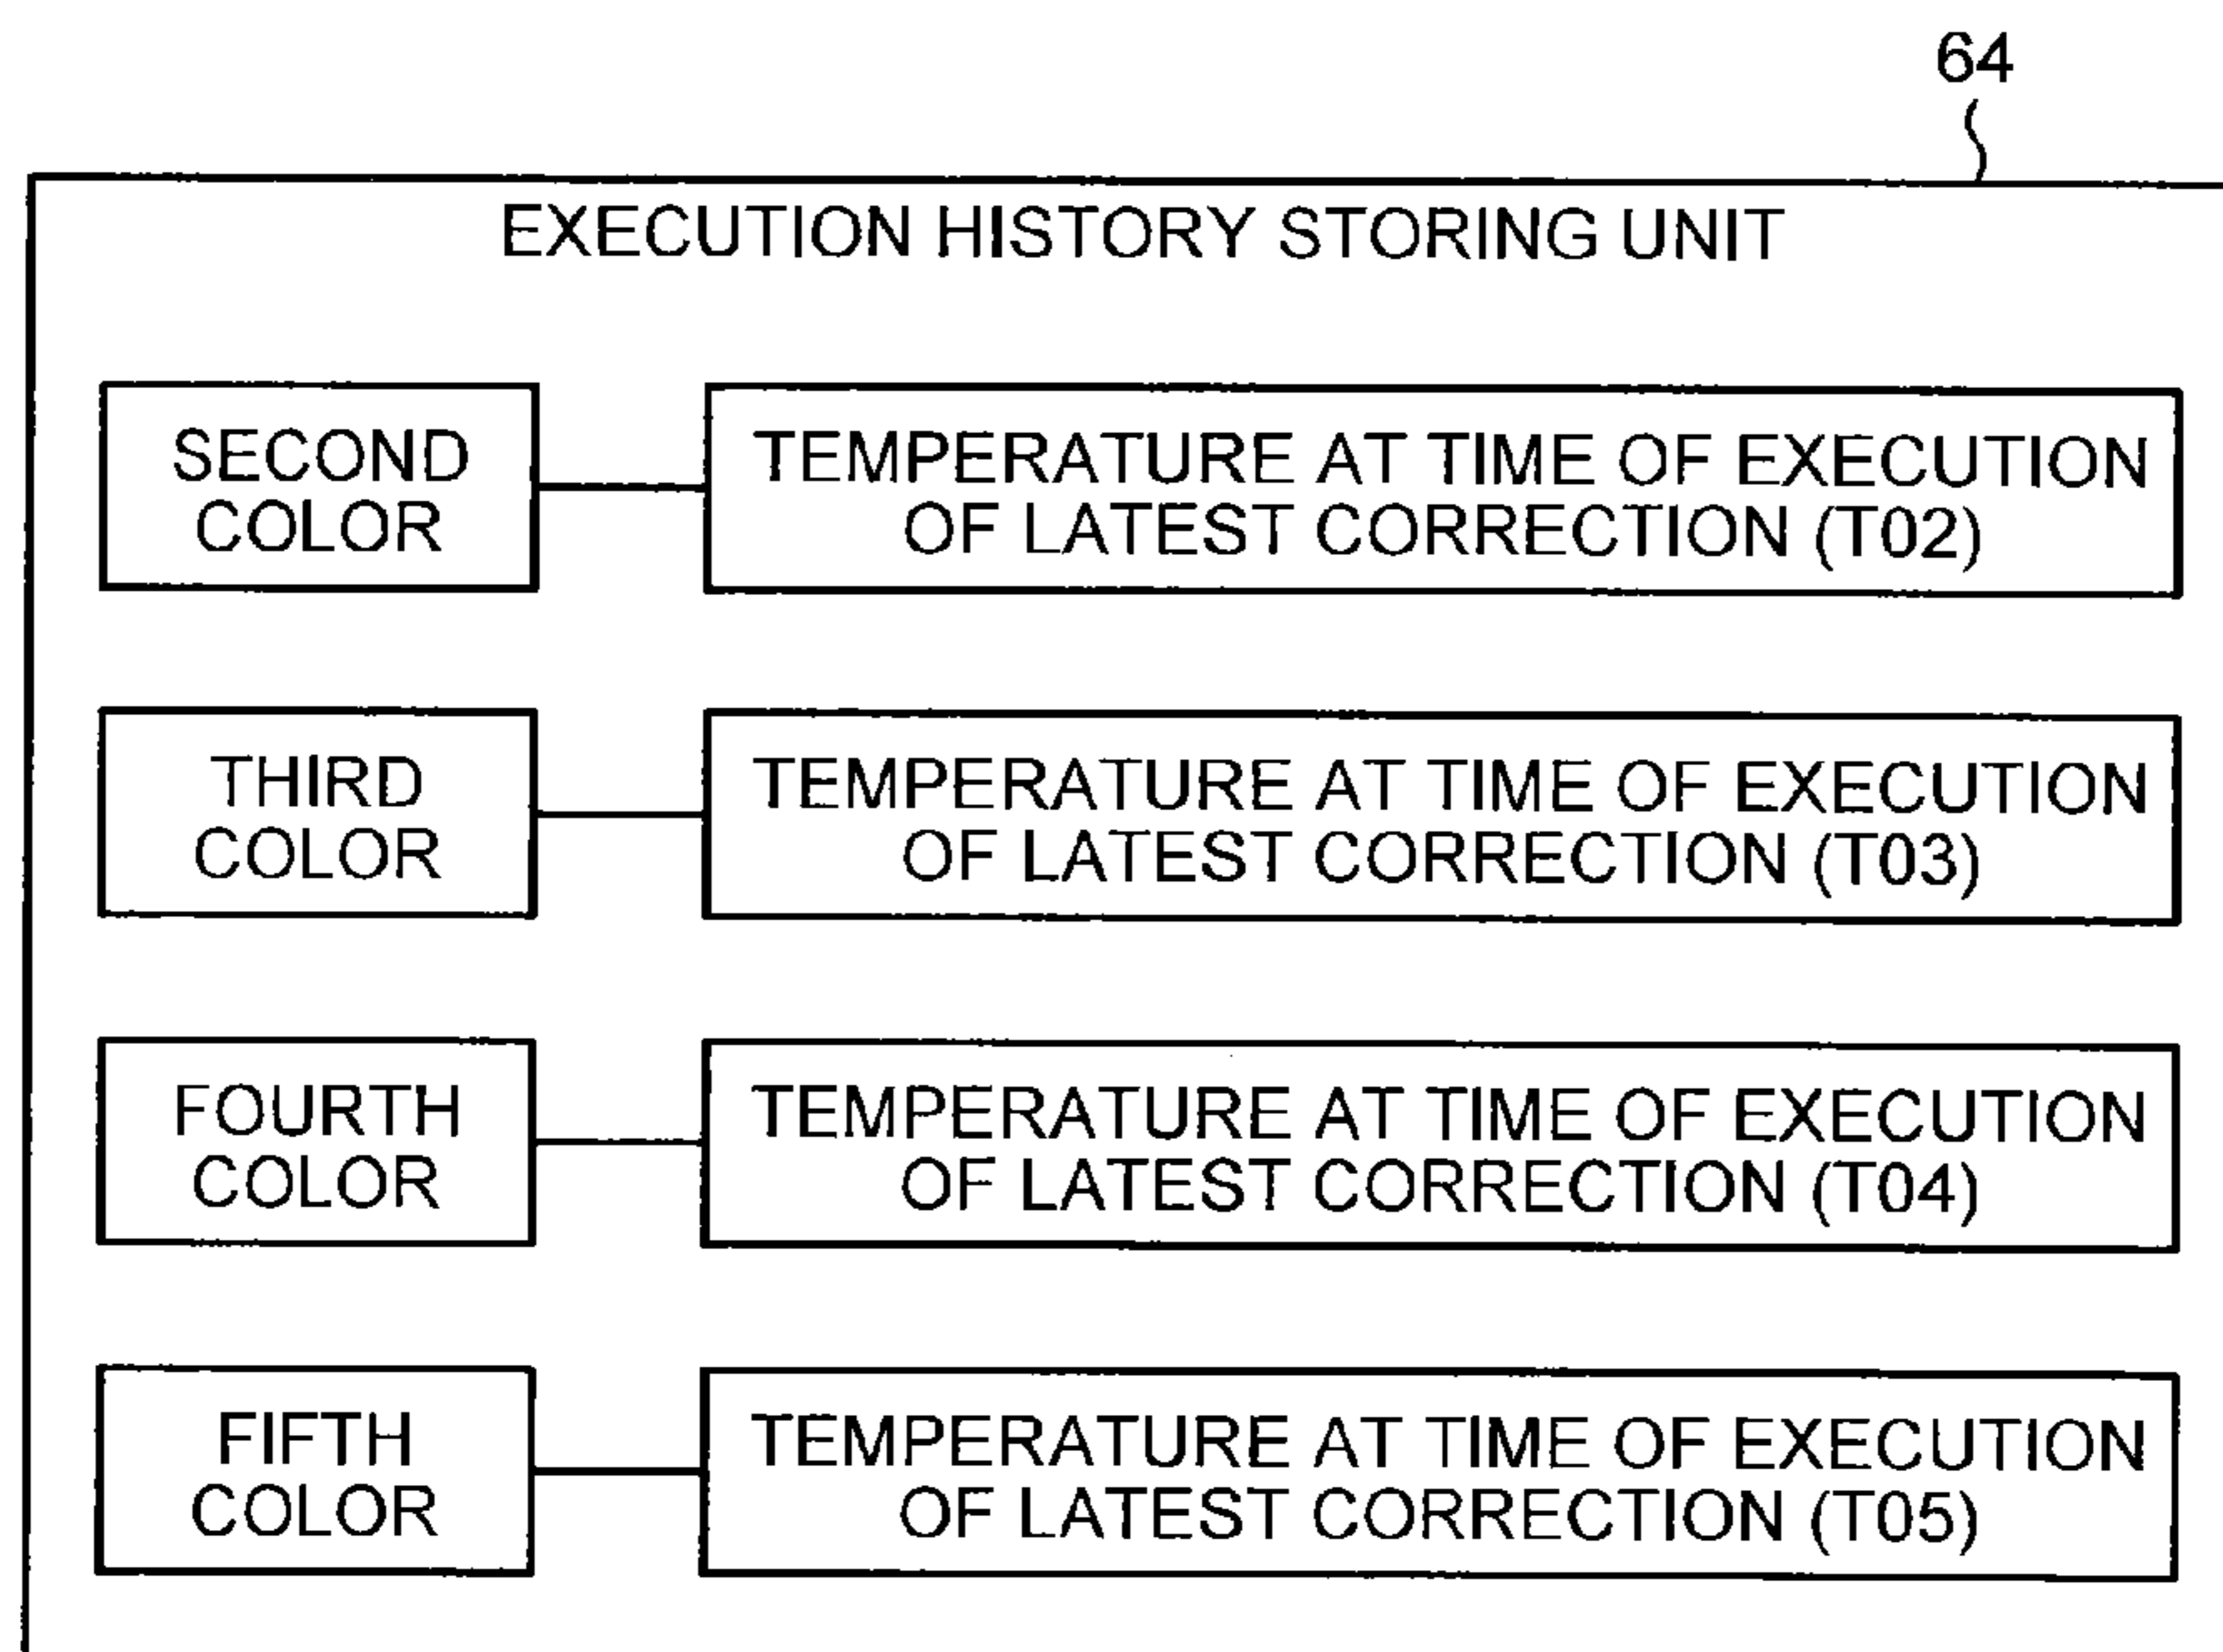 64
EXECUTION HISTORY STORING UNIT
SECOND
COLOR
TEMPERATURE AT TIME OF EXECUTION
OF LATEST CORRECTION (T02)
THIRD
COLOR
TEMPERATURE AT TIME OF EXECUTION
OF LATEST CORRECTION (T03)
FOURTH
COLOR
TEMPERATURE AT TIME OF EXECUTION
OF LATEST CORRECTION (T04)
FIFTH
COLOR
TEMPERATURE AT TIME OF EXECUTION
OF LATEST CORRECTION (T05)